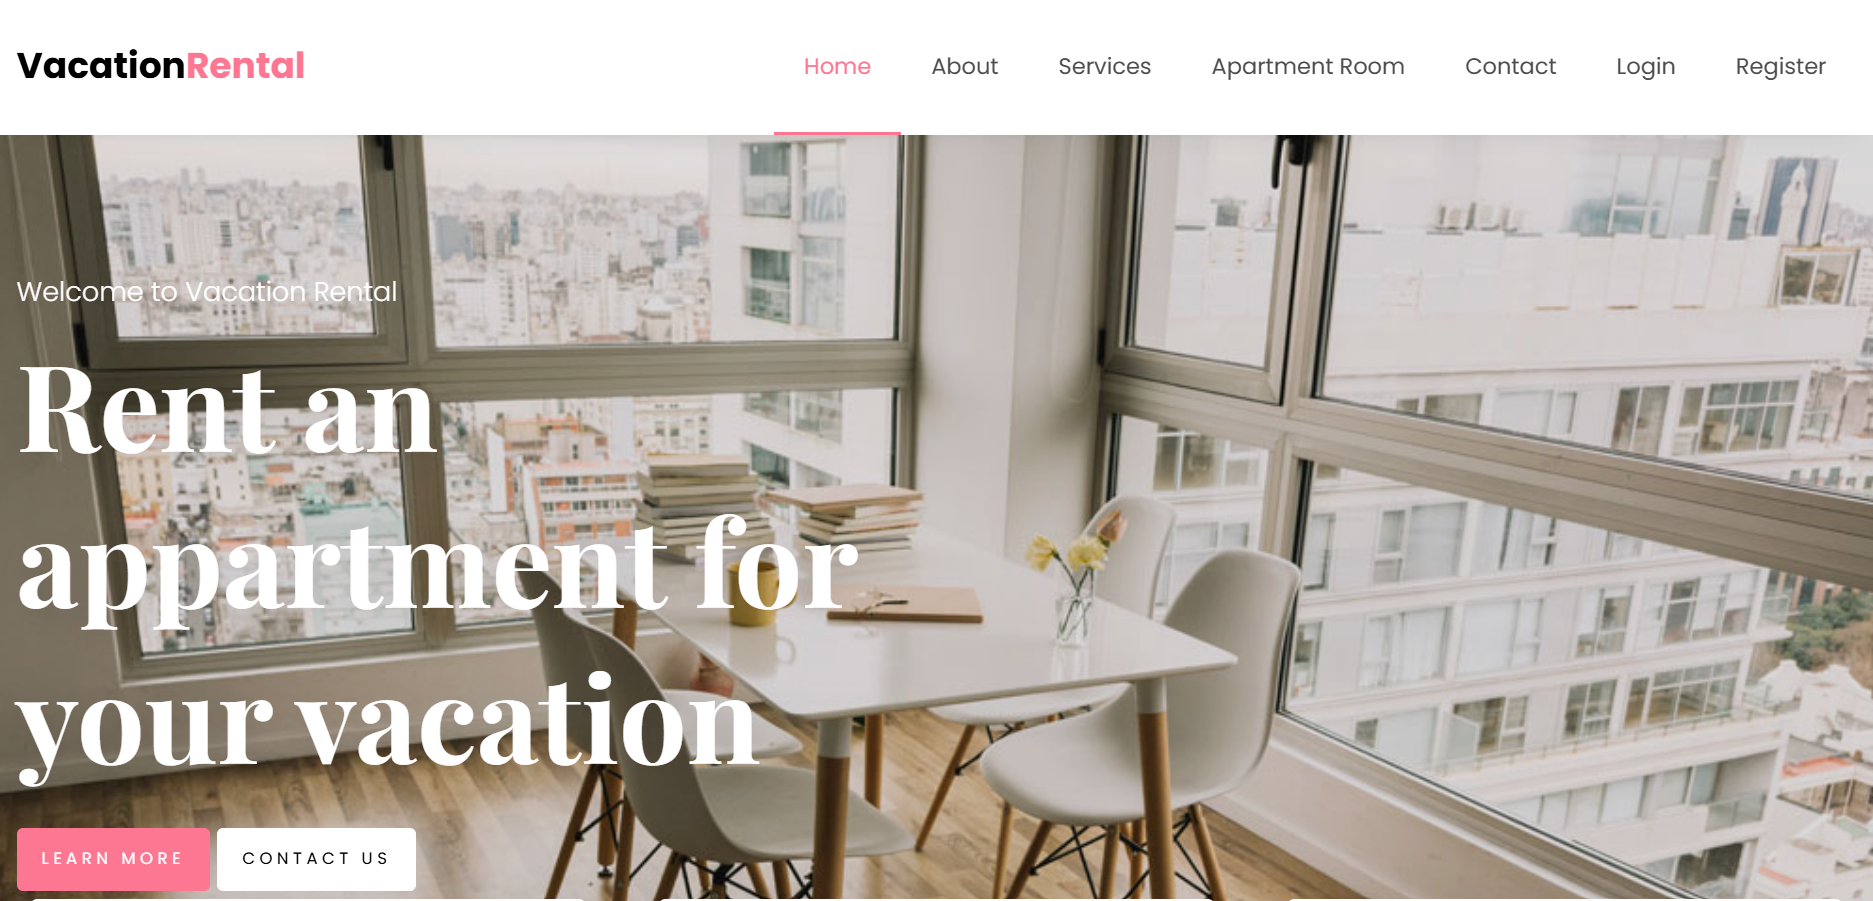 VacationRental
Home About Services Apartment Room Contact Login Register
Welcome to Vacation Rental
Rent an
appartment for
your vacation
LEARN MORE CONTACT US